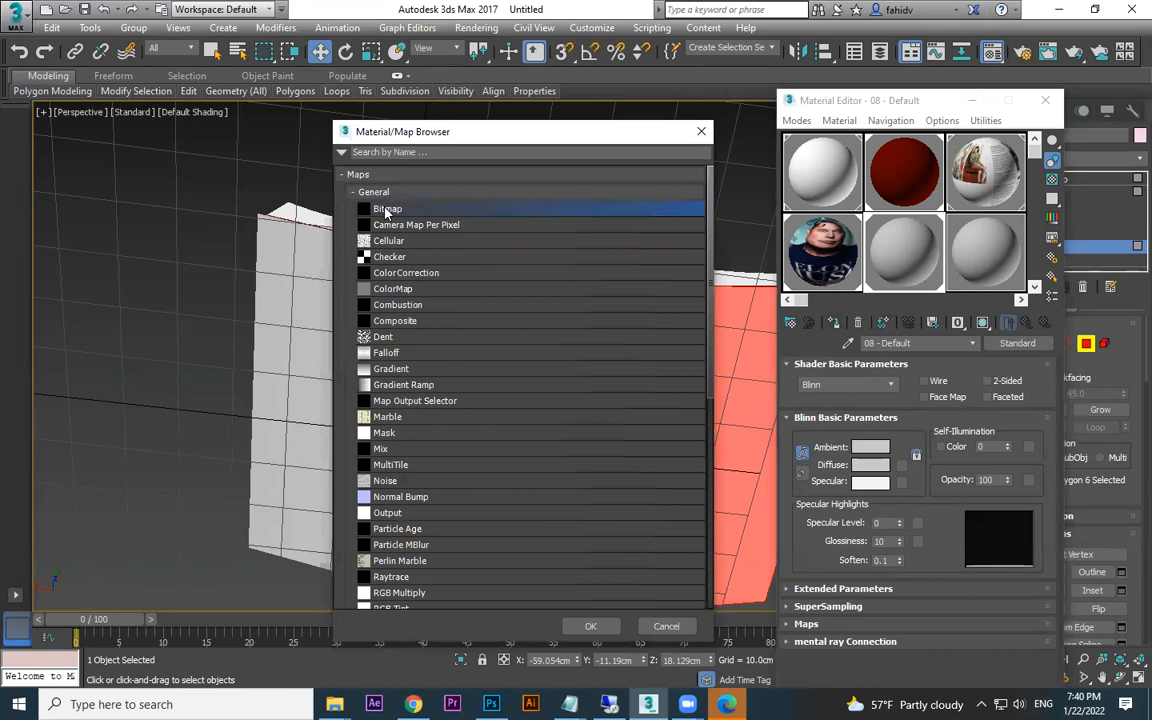 Workspace: Default
Autodesk 3ds Max 2017
Untitled
Type a keyword or phrase
fahidv
MAX
Edit
Tools
Group
Views
Create
Modifiers
Animation
Graph Editors
Rendering
Civil View
Customize
Scripting
Content
Help
All
View
Create Selection Se
Modeling
Freeform
Selection
Object Paint
Populate
Polygon Modeling
Modify Selection
Edit
Geometry (All)
Polygons
Loops
Tris
Subdivision
Visibility
Align
Properties
[+] [Perspective] [Standard] [Default Shading]
Material/Map Browser
Search by Name ...
- Maps
- General
Bitmap
Camera Map Per Pixel
Cellular
Checker
ColorCorrection
ColorMap
Combustion
Composite
Dent
Falloff
Gradient
Gradient Ramp
Map Output Selector
Marble
Mask
Mix
MultiTile
Noise
Normal Bump
Output
Particle Age
Particle MBlur
Perlin Marble
Raytrace
RGB Multiply
RGB Tint
OK
Cancel
Material Editor - 08 - Default
Modes
Material
Navigation
Options
Utilities
08 - Default
Standard
Shader Basic Parameters
Blinn
Wire
2-Sided
Face Map
Faceted
Blinn Basic Parameters
Self-Illumination
Ambient:
Color
0
Diffuse:
Specular:
Opacity:
100
Specular Highlights
Specular Level:
0
Glossiness:
10
Soften:
0.1
Extended Parameters
SuperSampling
Maps
mental ray Connection
kfacing
45.0
Grow
Loop
ubObj
Multi
Polygon 6 Selected
t Vertex
Outline
Inset
Flip
0 / 100
0
5
10
15
20
25
30
35
40
45
50
55
60
65
70
75
80
Welcome to M
1 Object Selected
Click or click-and-drag to select objects
X: -59.054cm
Y: -11.19cm
Z: 18.129cm
Grid = 10.0cm
Add Time Tag
Type here to search
57°F Partly cloudy
ENG
7:40 PM
1/22/2022